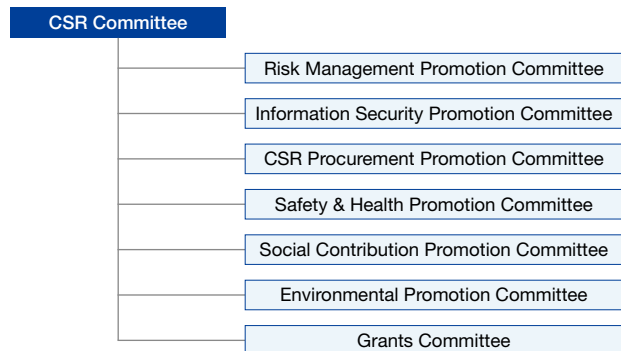 CSR Committee
Risk Management Promotion Committee
Information Security Promotion Committee
CSR Procurement Promotion Committee
Safety & Health Promotion Committee
Social Contribution Promotion Committee
Environmental Promotion Committee
Grants Committee